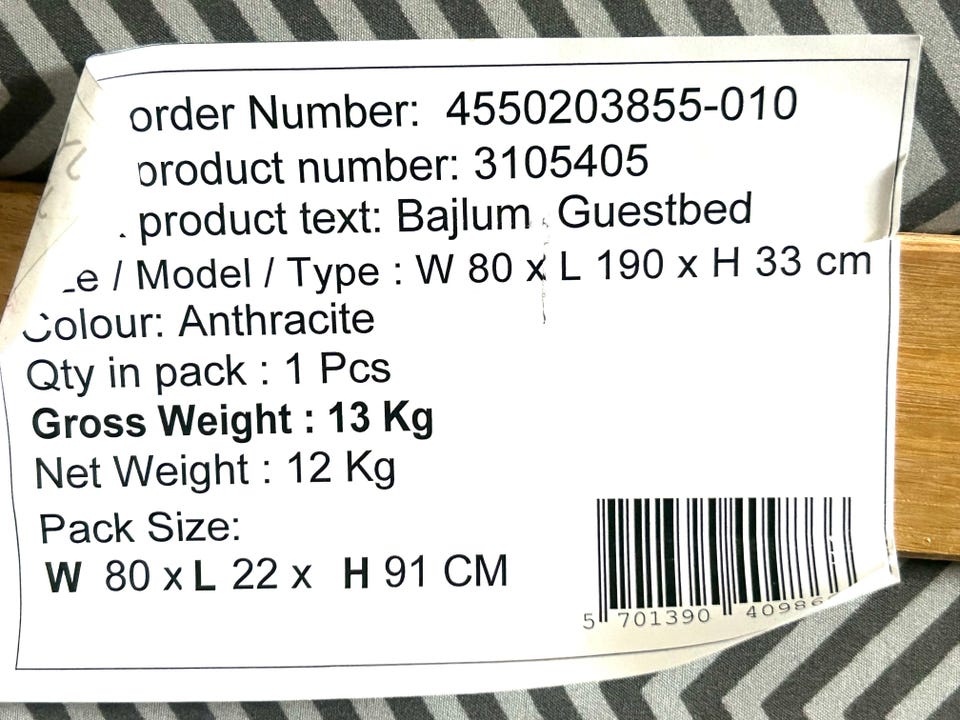 order Number: 4550203855-010
product number: 3105405
product text: Bajlum Guestbed
/ Model / Type : W 80 x L 190 x H 33 cm
Colour: Anthracite
Qty in pack : 1 Pcs
Gross Weight : 13 Kg
Net Weight : 12 Kg
Pack Size:
W 80 x L 22 x H 91 CM
5 701390